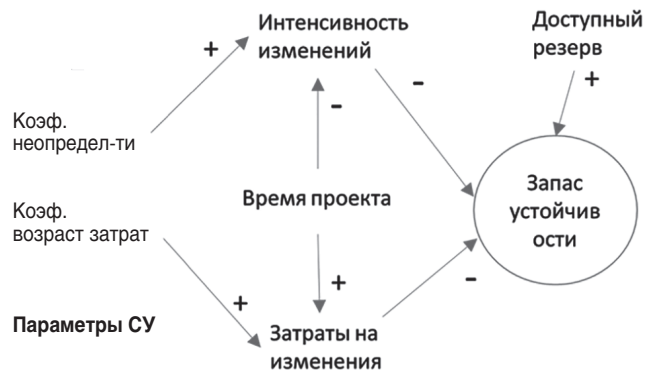 Интенсивность
изменений
Доступный
резерв
+
+
-
-
Коэф.
неопредел-ти
Запас
устойчив
ости
Время проекта
Коэф.
возраст затрат
+
+
-
Параметры СУ
Затраты на
изменения